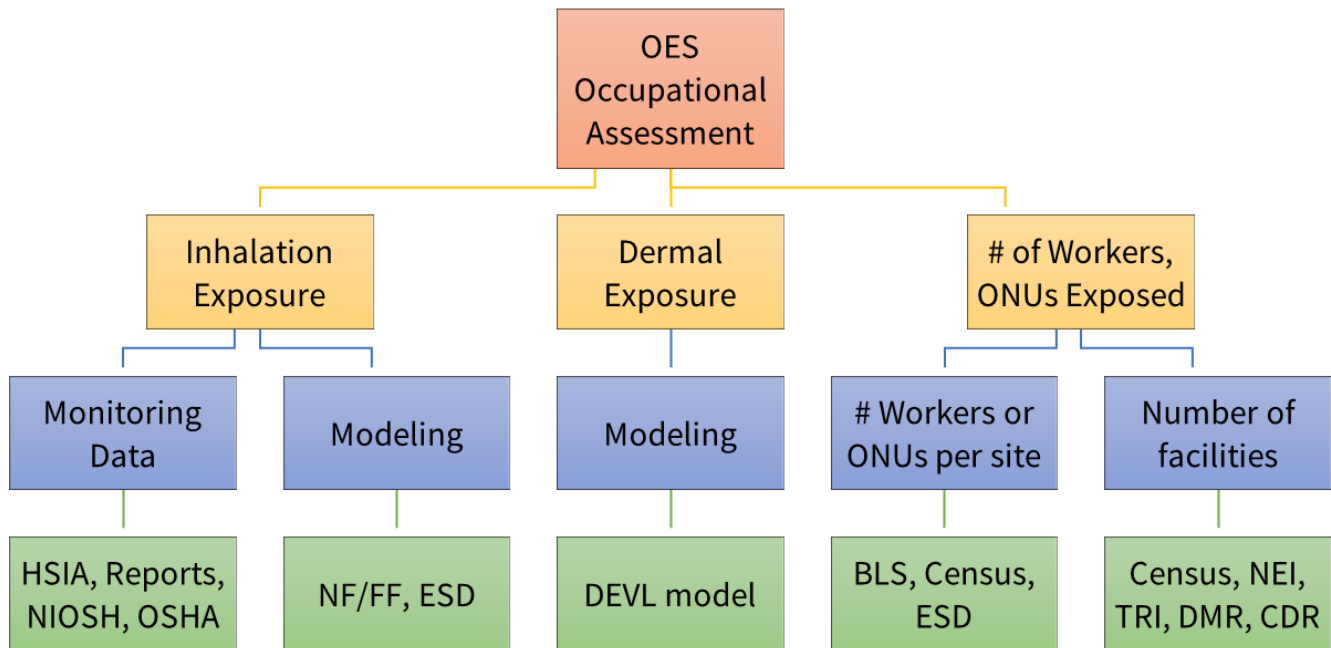 OES
Occupational
Assessment
Inhalation
Exposure
Dermal
Exposure
# of Workers,
ONUs Exposed
Monitoring
Data
Modeling
Modeling
# Workers or
ONUs per site
Number of
facilities
HSIA, Reports,
NIOSH, OSHA
NF/FF, ESD
DEVL model
BLS, Census,
ESD
Census, NEI,
TRI, DMR, CDR